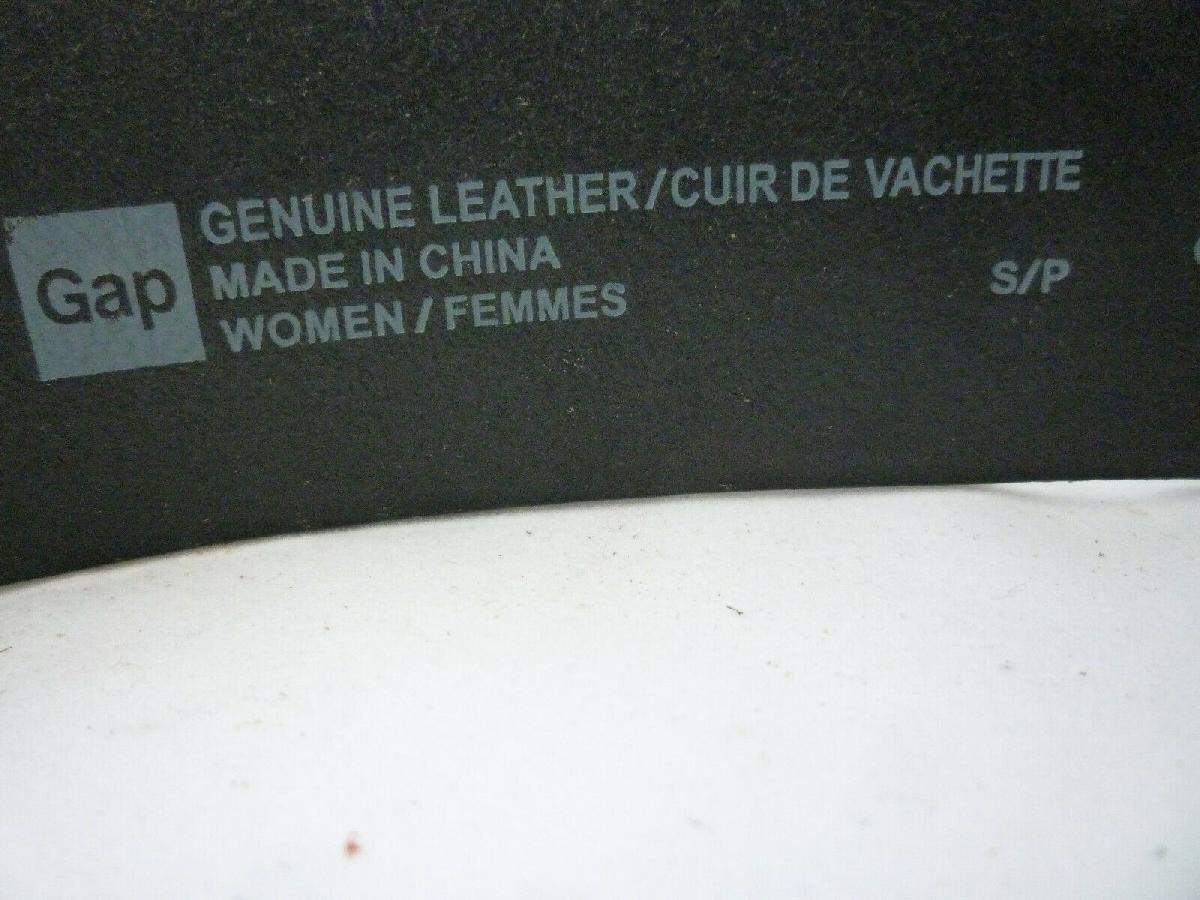 Gap
GENUINE LEATHER/CUIR DE VACHETTE
MADE IN CHINA
WOMEN / FEMMES
S/P